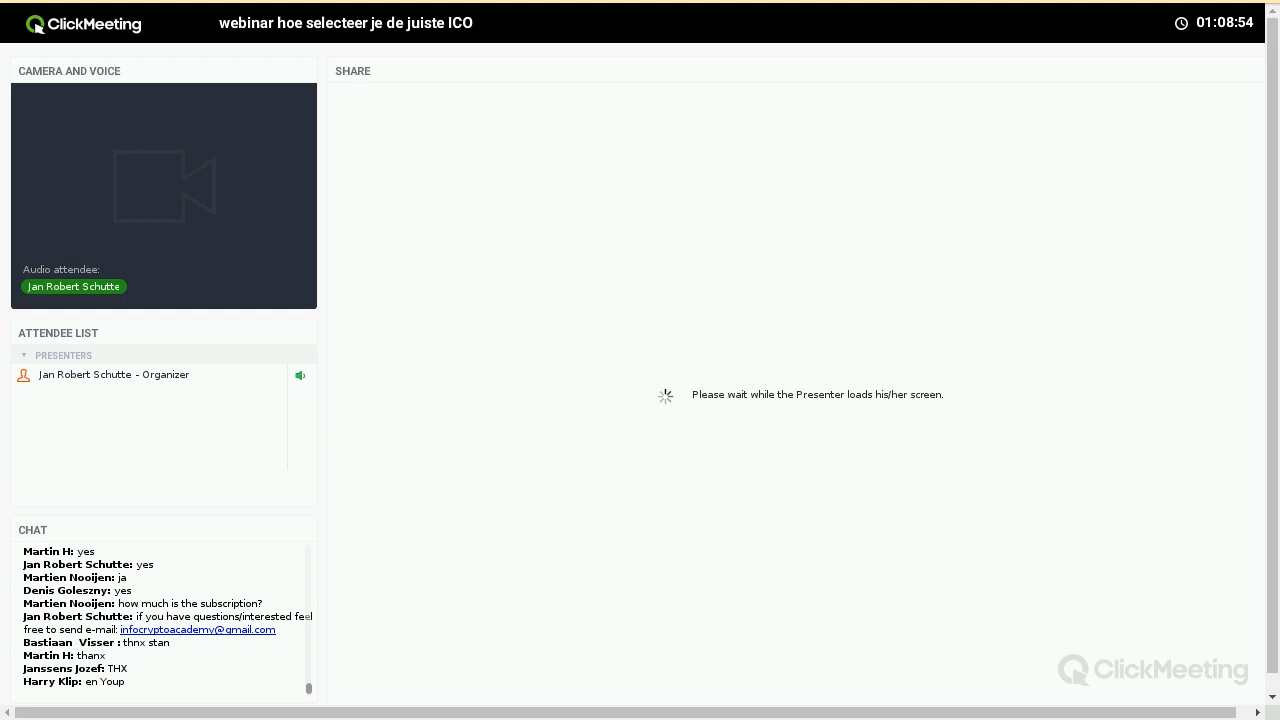 ClickMeeting
webinar hoe selecteer je de juiste ICO
01:08:54
CAMERA AND VOICE
Audio attendee:
Jan Robert Schutte
ATTENDEE LIST
PRESENTERS
Jan Robert Schutte - Organizer
CHAT
Martin H: yes
Jan Robert Schutte: yes
Martien Nooijen: ja
Denis Goleszny: yes
Martien Nooijen: how much is the subscription?
Jan Robert Schutte: if you have questions/interested feel
free to send e-mail: infocryptoacademy@gmail.com
Bastiaan Visser : thnx stan
Martin H: thanx
Janssens Jozef: THX
Harry Klip: en Youp
SHARE
Please wait while the Presenter loads his/her screen.
ClickMeeting